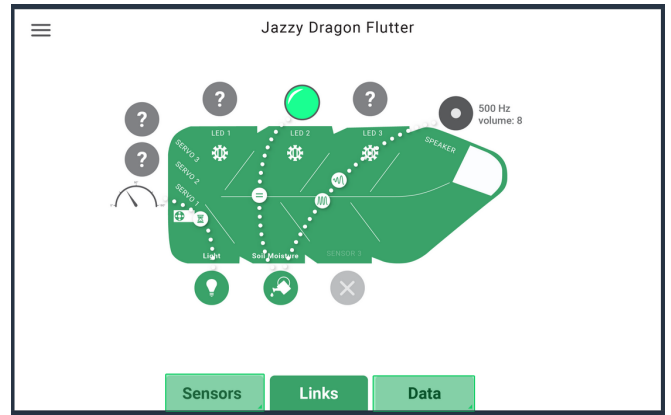 Jazzy Dragon Flutter
?
?
?
?
500 Hz
volume: 8
LED 1
LED 2
LED 3
SPEAKER
SERVO 3
SERVO 2
SERVO 1
=
Light
Soil Moisture
SENSOR 3
Sensors
Links
Data